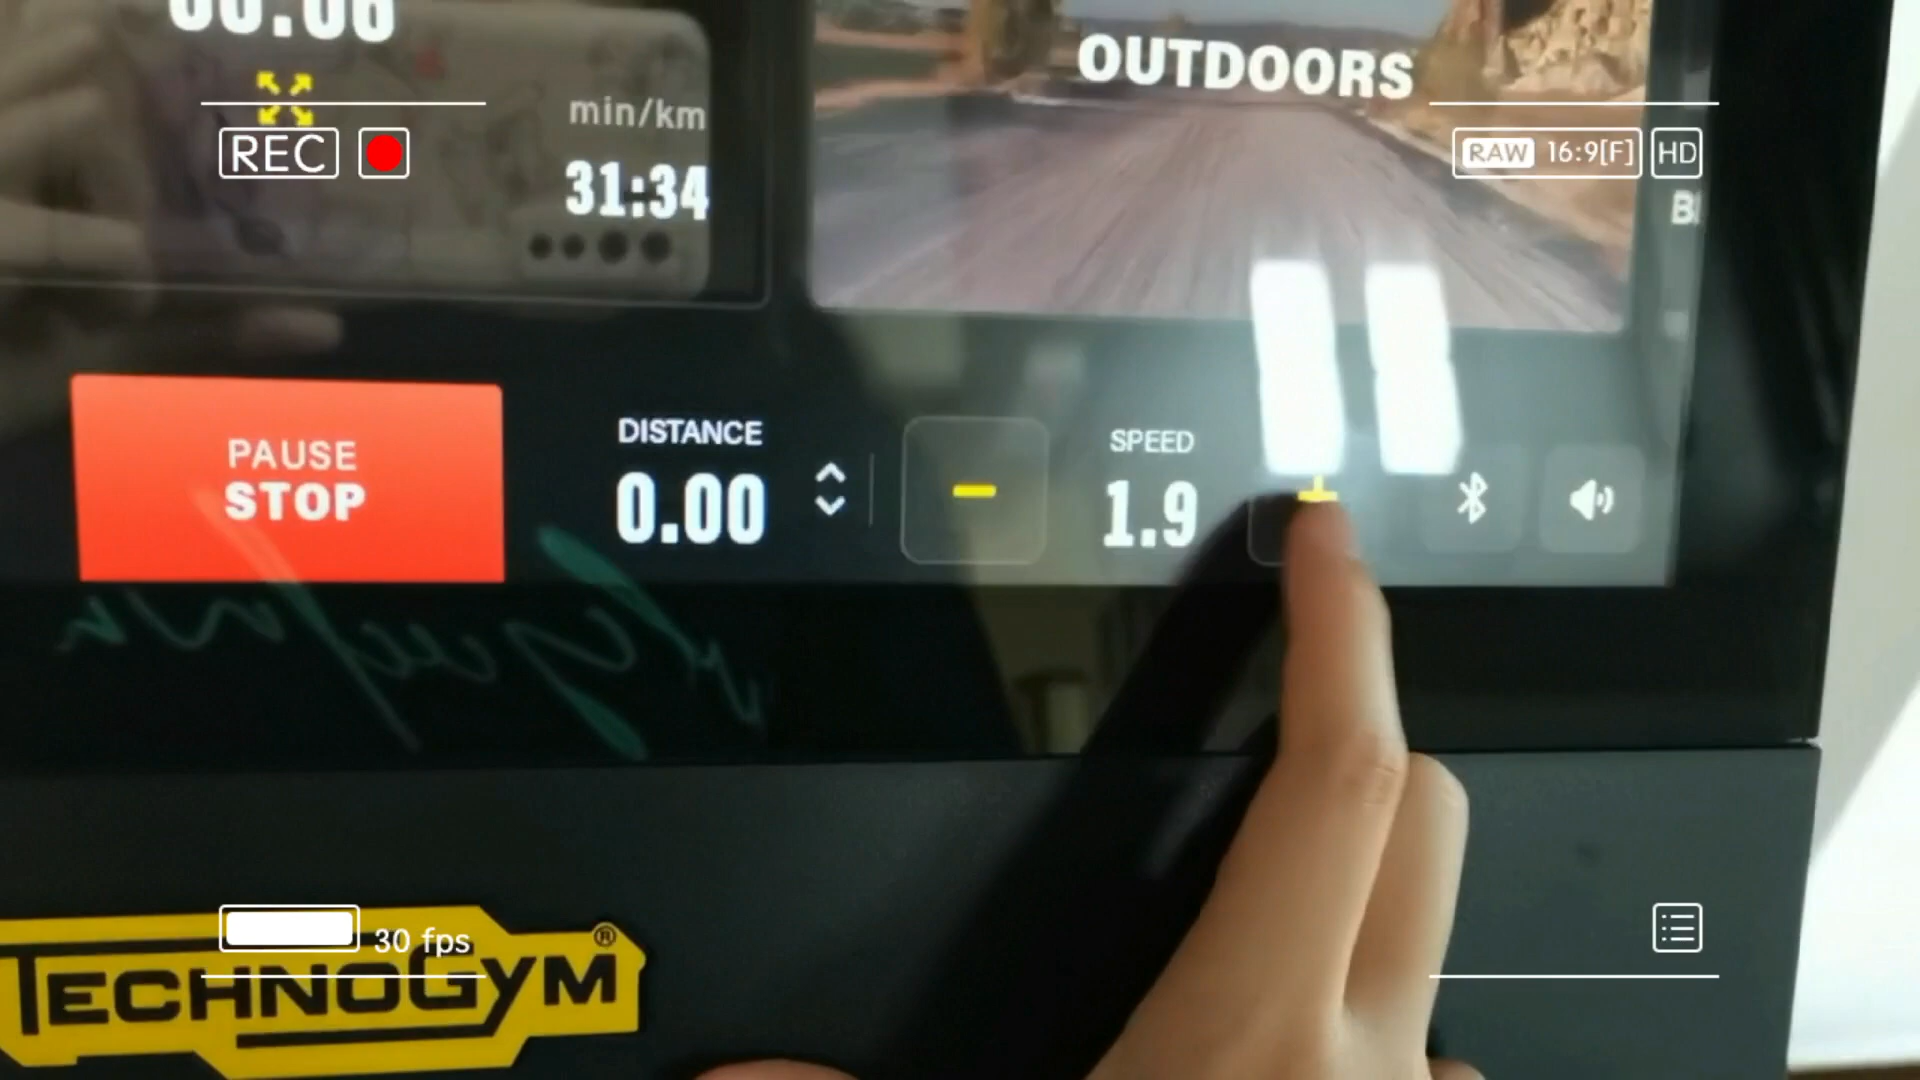 OUTDOORS
min/km
REC
RAW 16:9[F] HD
31:34
PAUSE
STOP
DISTANCE
0.00
SPEED
1.9
30 fps
TECHNOGYM®